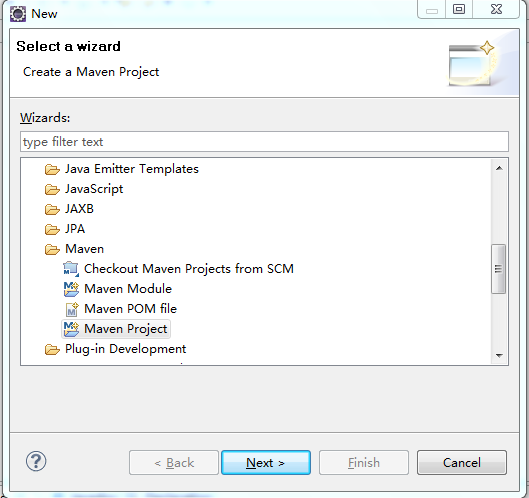 New
Select a wizard
Create a Maven Project
Wizards:
type filter text
Java Emitter Templates
JavaScript
JAXB
JPA
Maven
Checkout Maven Projects from SCM
Maven Module
Maven POM file
Maven Project
Plug-in Development
< Back
Next >
Finish
Cancel